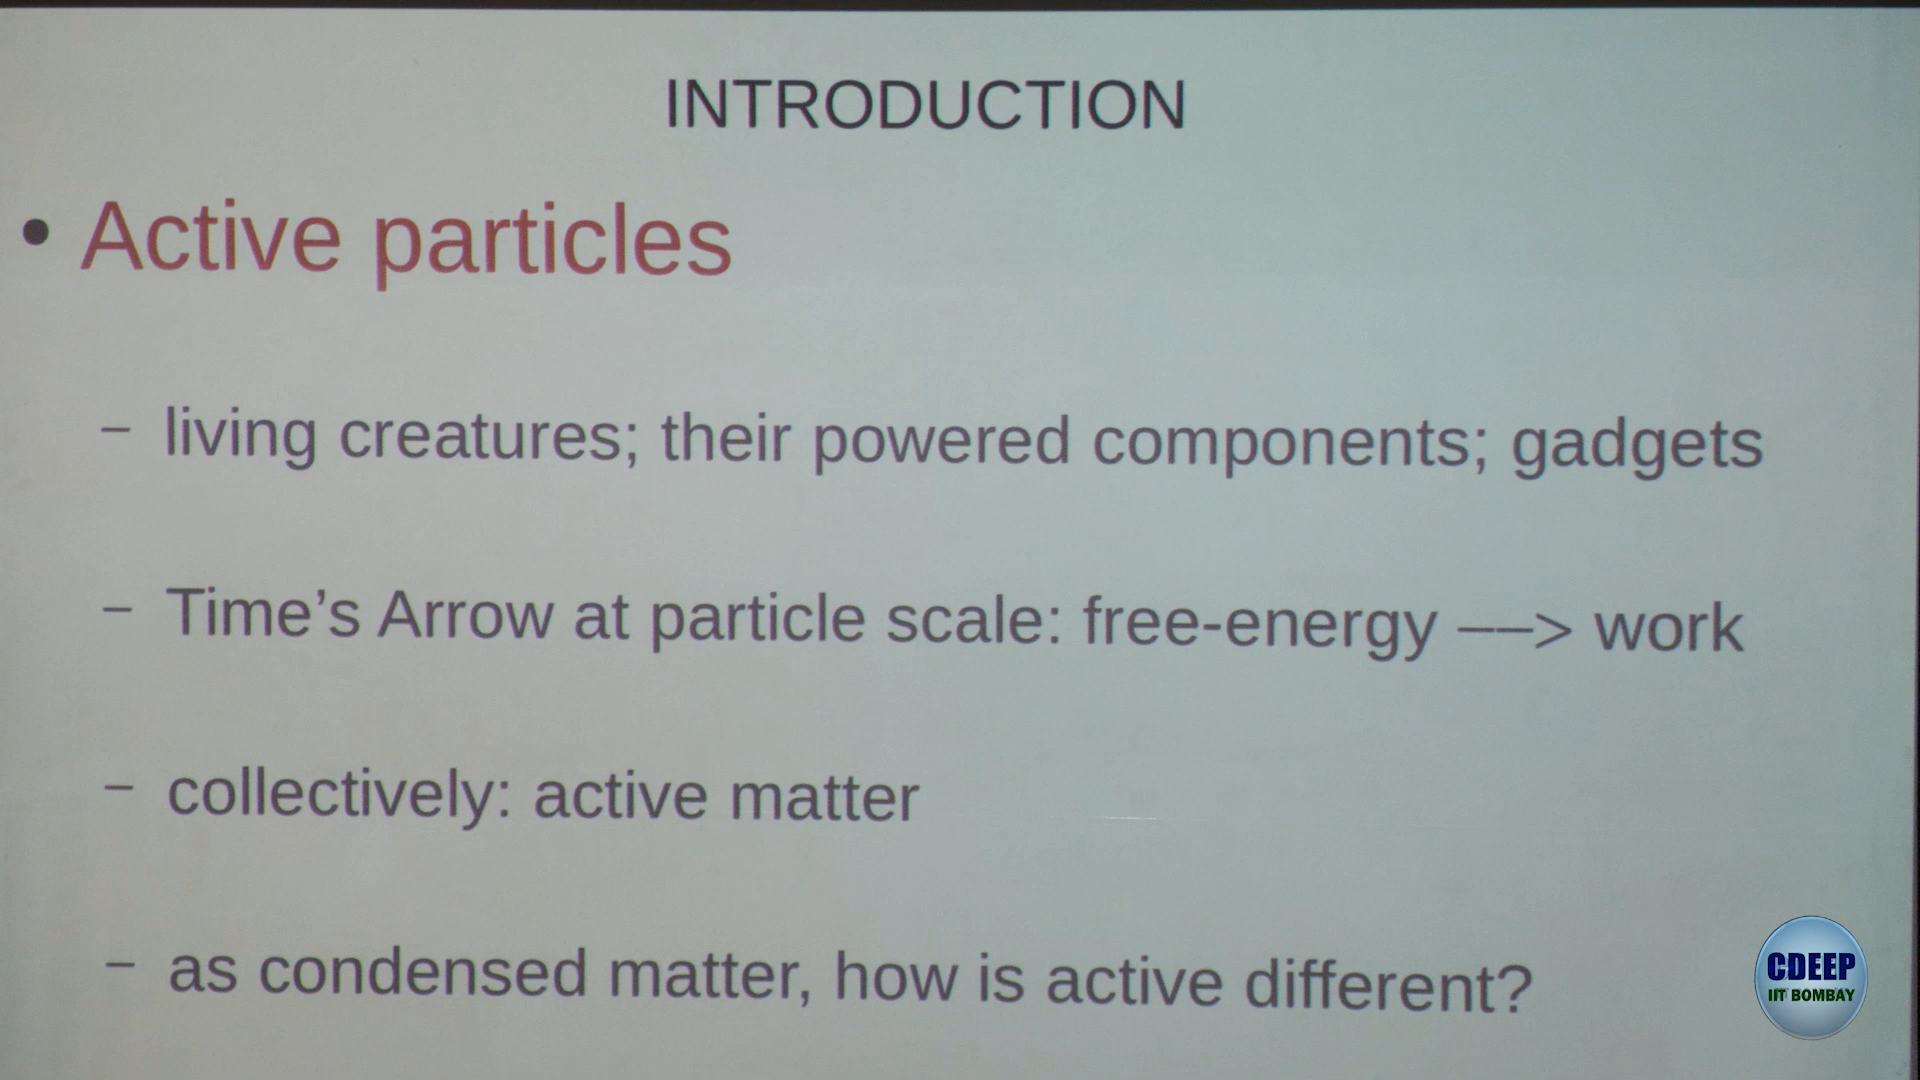 INTRODUCTION
• Active particles
– living creatures; their powered components; gadgets
– Time’s Arrow at particle scale: free-energy ––> work
– collectively: active matter
– as condensed matter, how is active different?
CDEEP
IIT BOMBAY